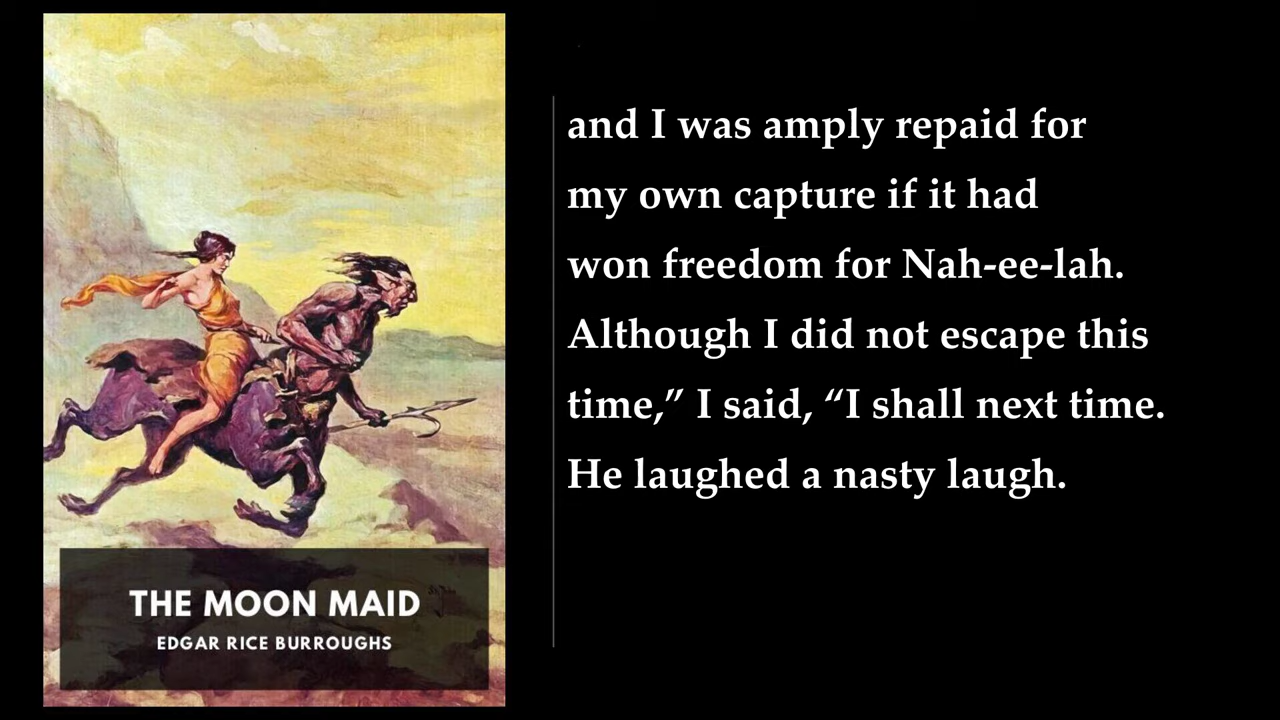 THE MOON MAID
EDGAR RICE BURROUGHS
and I was amply repaid for
my own capture if it had
won freedom for Nah-ee-lah.
Although I did not escape this
time,” I said, “I shall next time.
He laughed a nasty laugh.